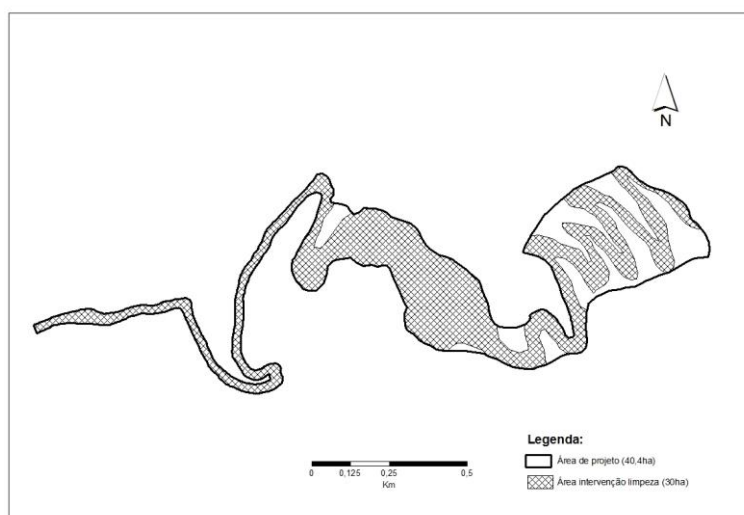 N
Legenda:
Área de projeto (40,4ha)
Área intervenção limpeza (30ha)
0 0,125 0,25 0,5
Km